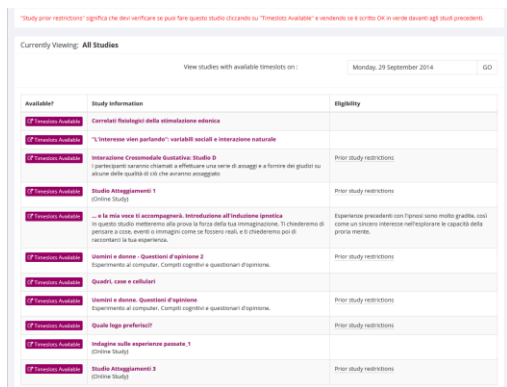 "Study prior restrictions" significa che devi verificare se puoi fare questo studio cliccando su "Timeslots Available" e vendendo se è scritto OK in verde davanti agli studi precedenti.
Currently Viewing: All Studies
View studies with available timeslots on :
Monday, 29 September 2014
GO
Available?
Study Information
Eligibility
Timeslots Available
Correlati fisiologici della stimolazione edonica
Timeslots Available
"L'interesse vien parlando": variabili sociali e interazione naturale
Timeslots Available
Interazione Crossmodale Gustativa: Studio D
I partecipanti saranno chiamati a effettuare una serie di assaggi e a fornire dei giudizi su
alcune delle qualità di ciò che avranno assaggiato
Prior study restrictions
Timeslots Available
Studio Atteggiamenti 1
(Online Study)
Prior study restrictions
Timeslots Available
... e la mia voce ti accompagnerà. Introduzione all'induzione ipnotica
In questo studio metteremo alla prova la forza della tua immaginazione. Ti chiederemo di
pensare a cose, eventi o immagini come se fossero reali, e ti chiederemo poi di
raccontarci la tua esperienza.
Esperienze precedenti con l'ipnosi sono molto gradite, così
come un sincero interesse nell'esplorare le capacità della
proria mente.
Timeslots Available
Uomini e donne - Questioni d'opinione 2
Esperimento al computer. Compiti cognitivi e questionari d'opinione.
Prior study restrictions
Timeslots Available
Quadri, case e cellulari
Timeslots Available
Uomini e donne. Questioni d'opinione
Esperimento al computer. Compiti cognitivi e questionari d'opinione.
Prior study restrictions
Timeslots Available
Quale logo preferisci?
Prior study restrictions
Timeslots Available
Indagine sulle esperienze passate_1
(Online Study)
Timeslots Available
Studio Atteggiamenti 3
(Online Study)
Prior study restrictions